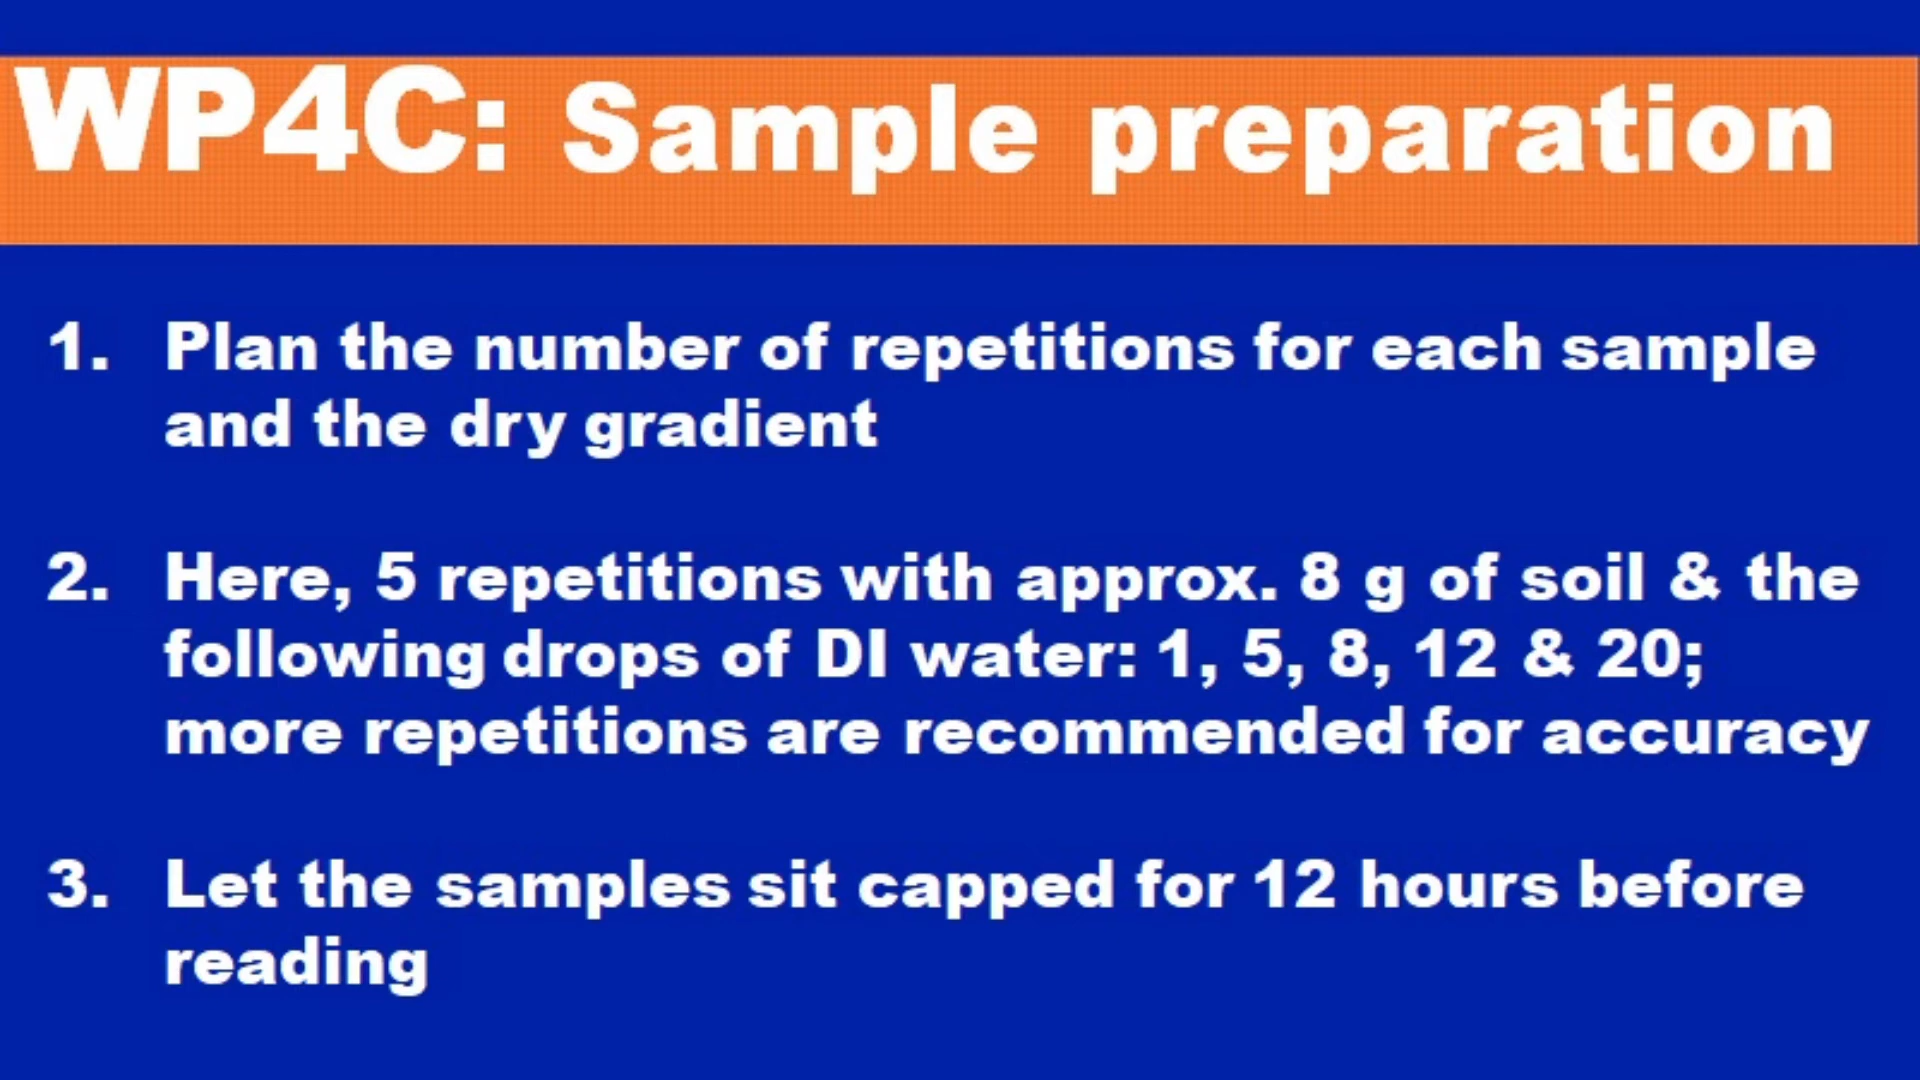 WP4C: Sample preparation
1. Plan the number of repetitions for each sample
and the dry gradient
2. Here, 5 repetitions with approx. 8 g of soil & the
following drops of DI water: 1, 5, 8, 12 & 20;
more repetitions are recommended for accuracy
3. Let the samples sit capped for 12 hours before
reading